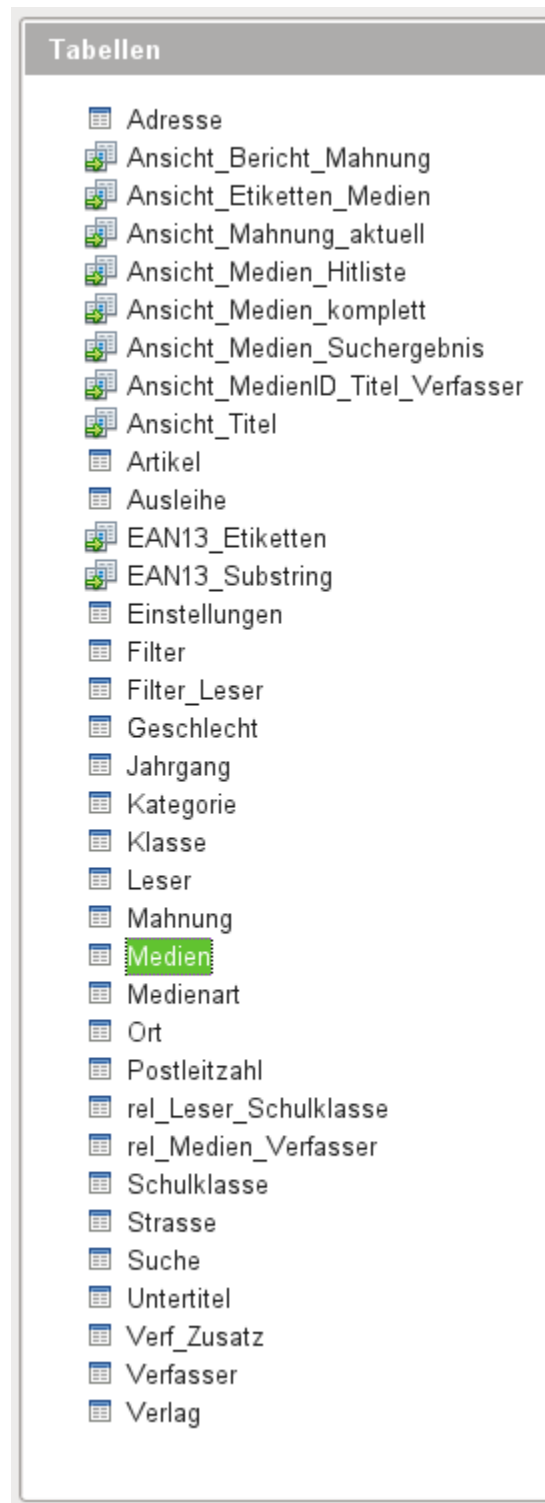 Tabellen
Adresse
Ansicht_Bericht_Mahnung
Ansicht_Etiketten_Medien
Ansicht_Mahnung_aktuell
Ansicht_Medien_Hitliste
Ansicht_Medien_komplett
Ansicht_Medien_Suchergebnis
Ansicht_MedienID_Titel_Verfasser
Ansicht_Titel
Artikel
Ausleihe
EAN13_Etiketten
EAN13_Substring
Einstellungen
Filter
Filter_Leser
Geschlecht
Jahrgang
Kategorie
Klasse
Leser
Mahnung
Medien
Medienart
Ort
Postleitzahl
rel_Leser_Schulklasse
rel_Medien_Verfasser
Schulklasse
Strasse
Suche
Untertitel
Verf_Zusatz
Verfasser
Verlag